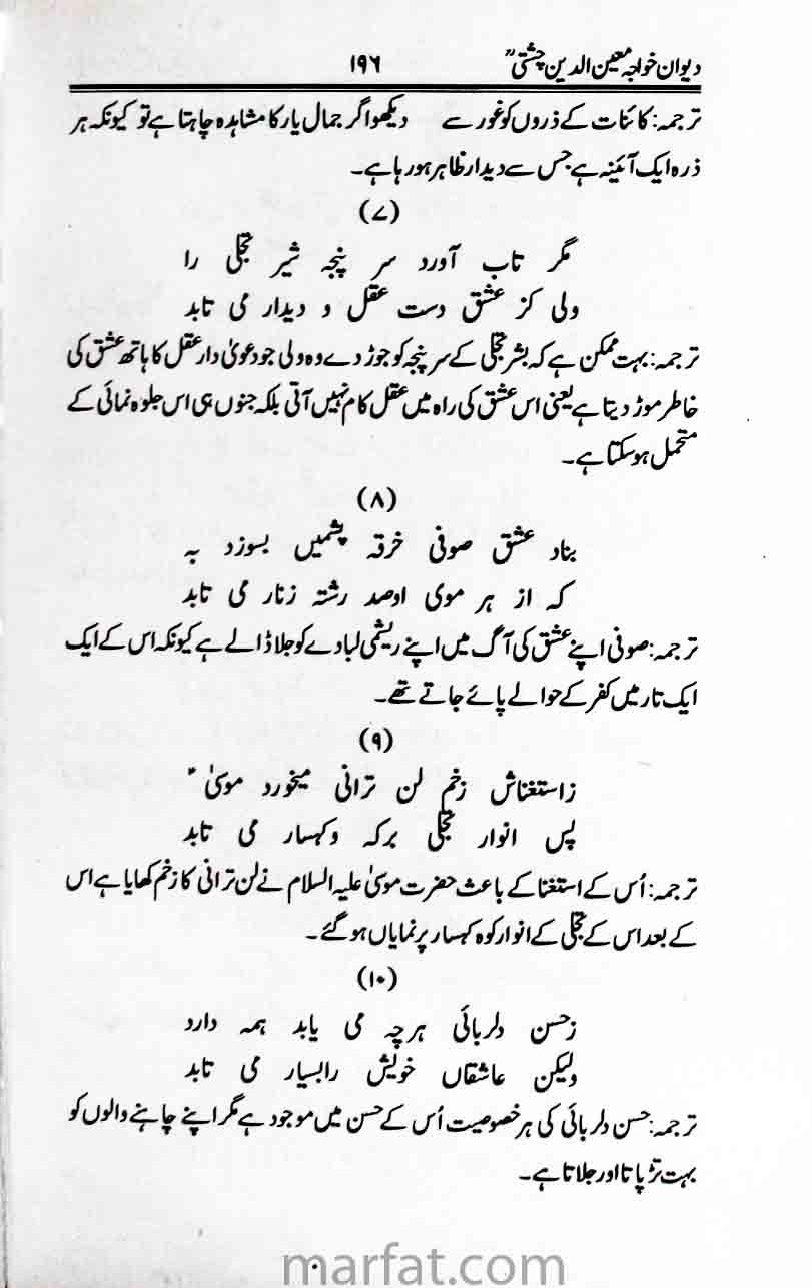 دیوان خواجہ معین الدین چشتیؒ
۱۹۶
ترجمہ: کائنات کے ذروں کو غور سے دیکھو اگر جمال یار کا مشاہدہ چاہتا ہے تو کیونکہ ہر
ذرہ ایک آئینہ ہے جس سے دیدار ظاہر ہو رہا ہے۔
(۷)
مگر تاب آورد سر پنجہ شیر تجلی را
ولی کز عشق دست عقل و دیدار می تابد
ترجمہ: بہت ممکن ہے کہ بشر تجلی کے سر پنجہ کو جوڑ دے وہ ولی جو دعویٰ دار عقل کا ہاتھ عشق کی
خاطر موڑ دیتا ہے یعنی اس عشق کی راہ میں عقل کام نہیں آتی بلکہ جنوں ہی اس جلوہ نمائی کے
متحمل ہو سکتا ہے۔
(۸)
بناد عشق صوفی خرقہ پشمیں بسوزد بہ
کہ از ہر موی اوصد رشتہ زنار می تابد
ترجمہ: صوفی اپنے عشق کی آگ میں اپنے ریشمی لبادے کو جلا ڈالے ہے کیونکہ اس کے ایک
ایک تار میں کفر کے حوالے پائے جاتے تھے۔
(۹)
زاستغناش زخم لن ترانی میخورد موسیٰ ؑ
پس انوار تجلی برکہ وکہسار می تابد
ترجمہ: اُس کے استغنا کے باعث حضرت موسیٰ علیہ السلام نے لن ترانی کا زخم کھایا ہے اس
کے بعد اس کے تجلی کے انوار کوہ کہسار پر نمایاں ہو گئے۔
(۱۰)
زحسن دلربائی ہرچہ می یابد ہمہ دارد
ولیکن عاشقاں خویش رابسیار می تابد
ترجمہ: حسن دلربائی کی ہر خصوصیت اُس کے حسن میں موجود ہے مگر اپنے چاہنے والوں کو
بہت تڑپاتا اور جلاتا ہے۔
marfat.com